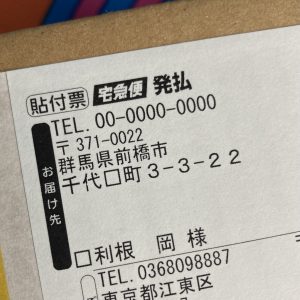 貼付票 宅急便 発払
TEL. 00-0000-0000
〒371-0022
群馬県前橋市
千代□町3-3-22
お届け先
□利根 岡 様
TEL. 0368098887
東京都江東区